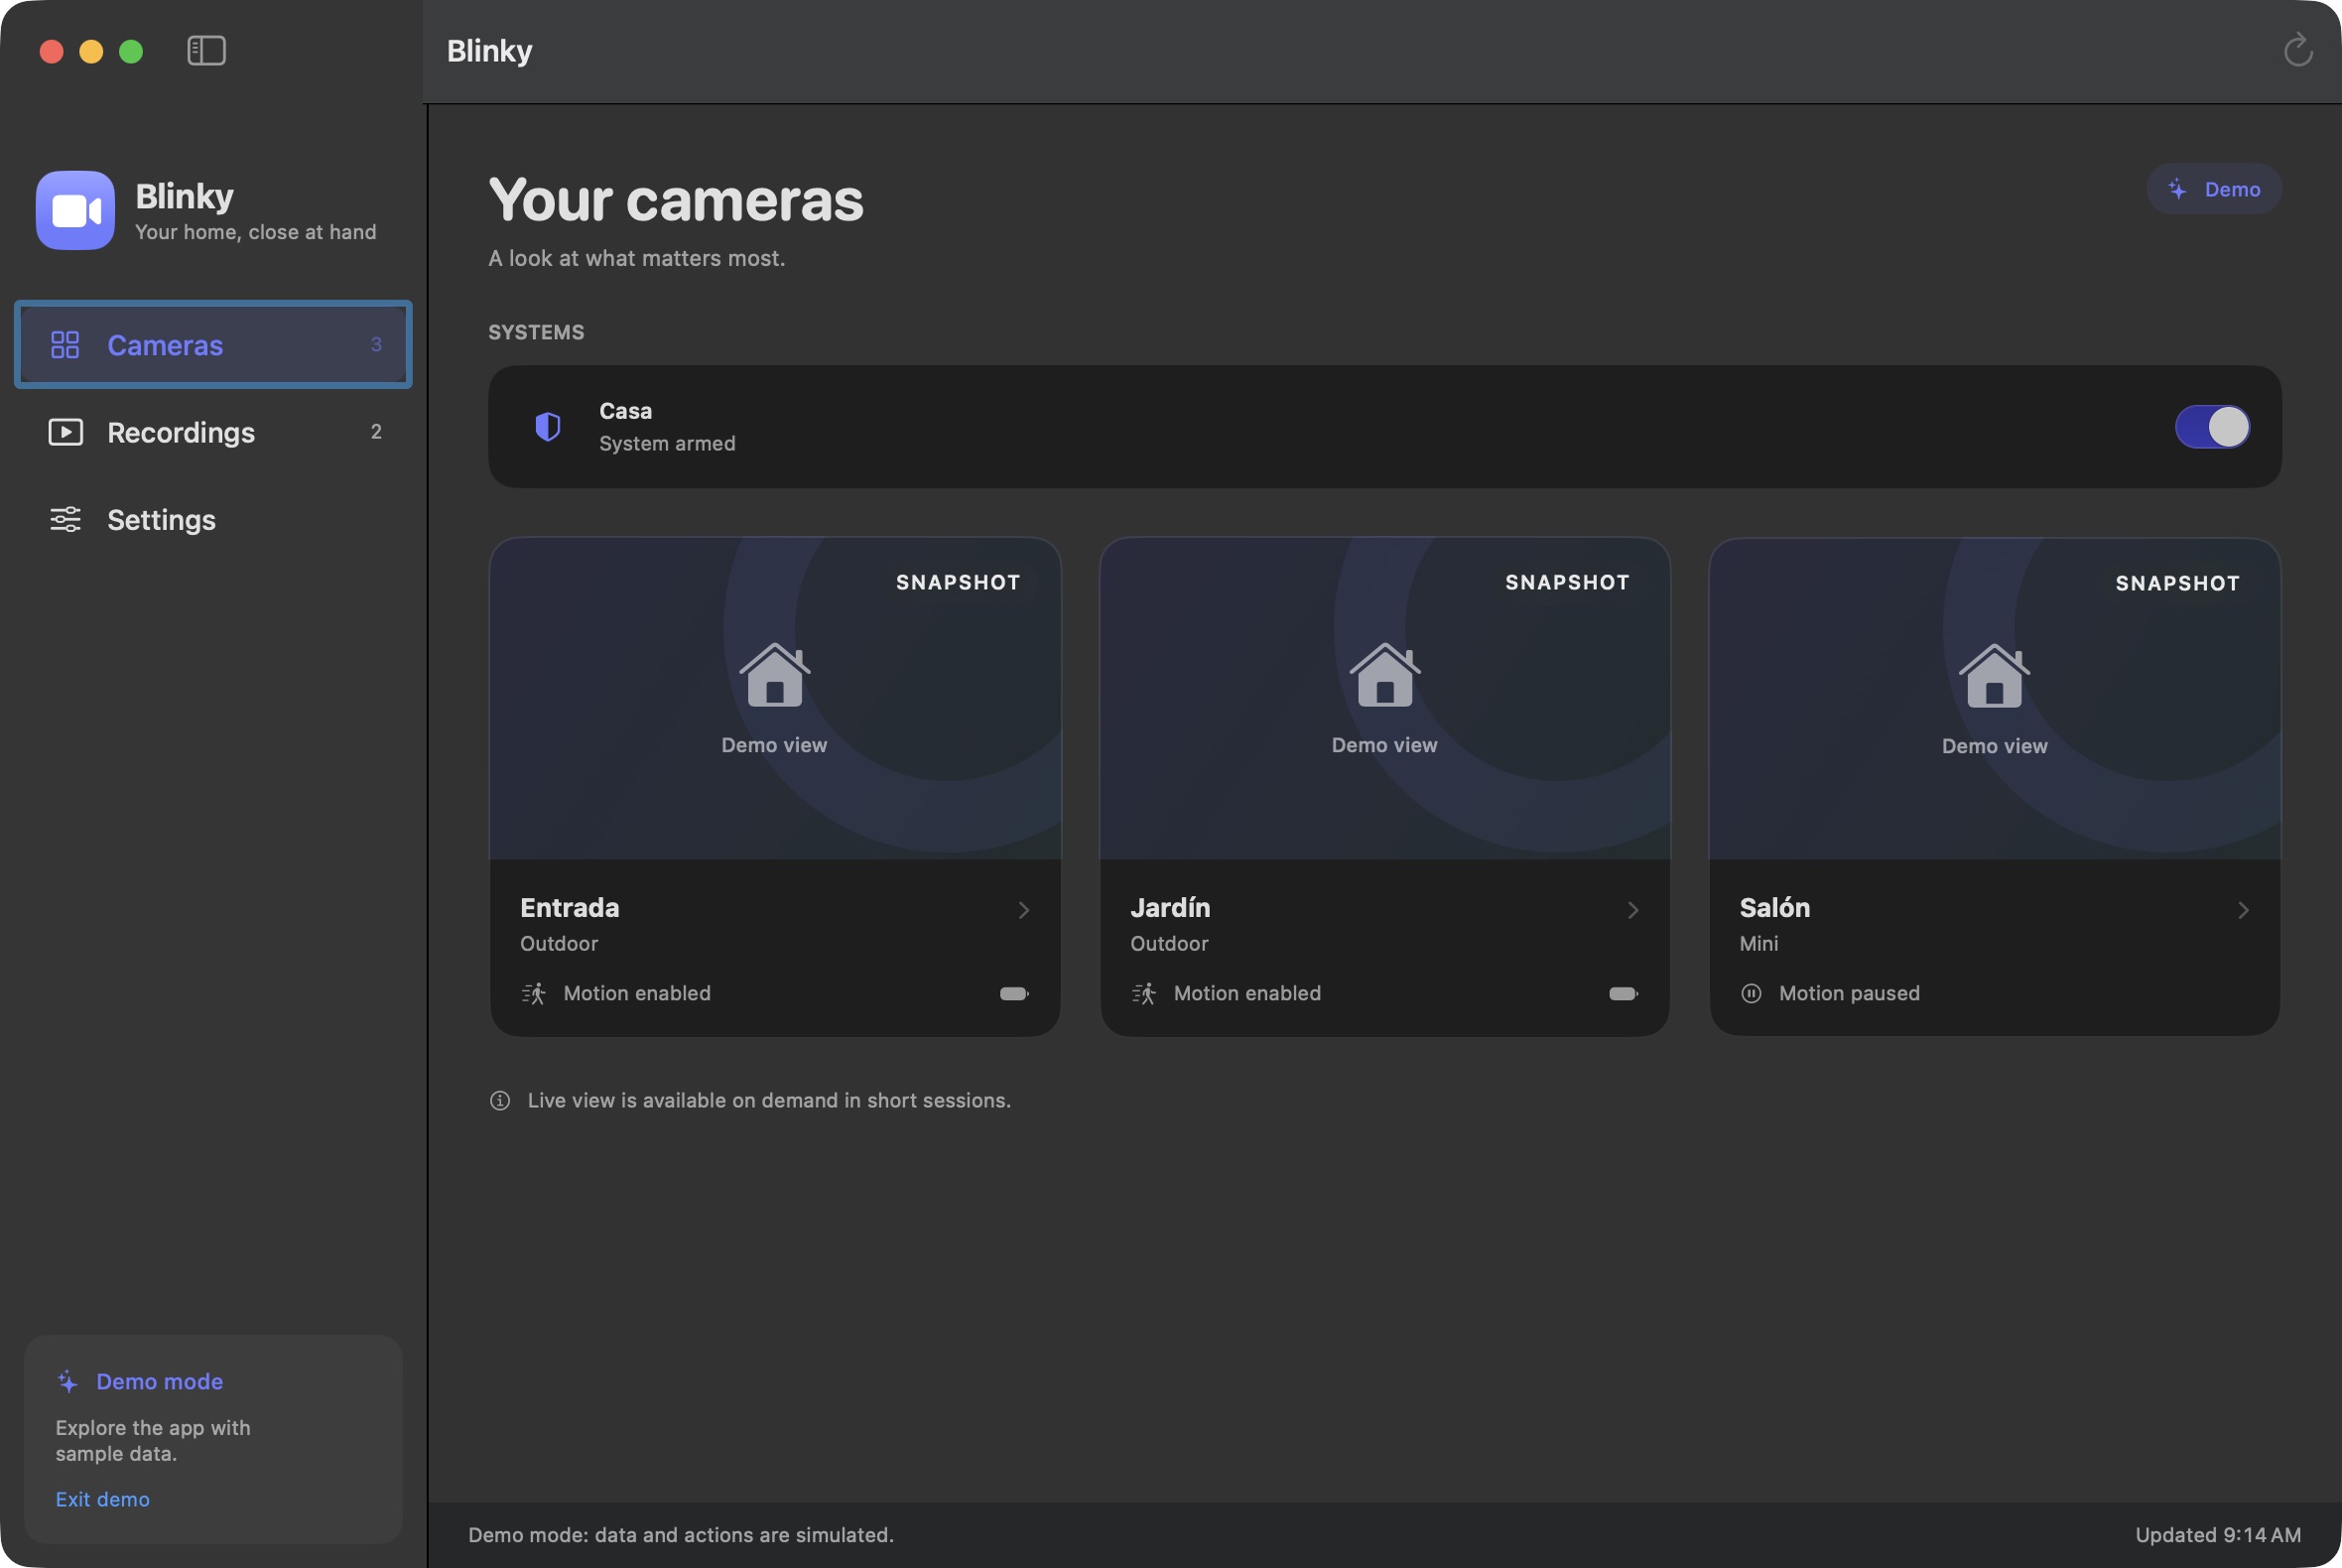 Blinky
Blinky
Your home, close at hand
Cameras 3
Recordings 2
Settings
Demo mode
Explore the app with
sample data.
Exit demo
Your cameras
Demo
A look at what matters most.
SYSTEMS
Casa
System armed
SNAPSHOT
Demo view
Entrada
Outdoor
Motion enabled
SNAPSHOT
Demo view
Jardín
Outdoor
Motion enabled
SNAPSHOT
Demo view
Salón
Mini
Motion paused
Live view is available on demand in short sessions.
Demo mode: data and actions are simulated.
Updated 9:14 AM